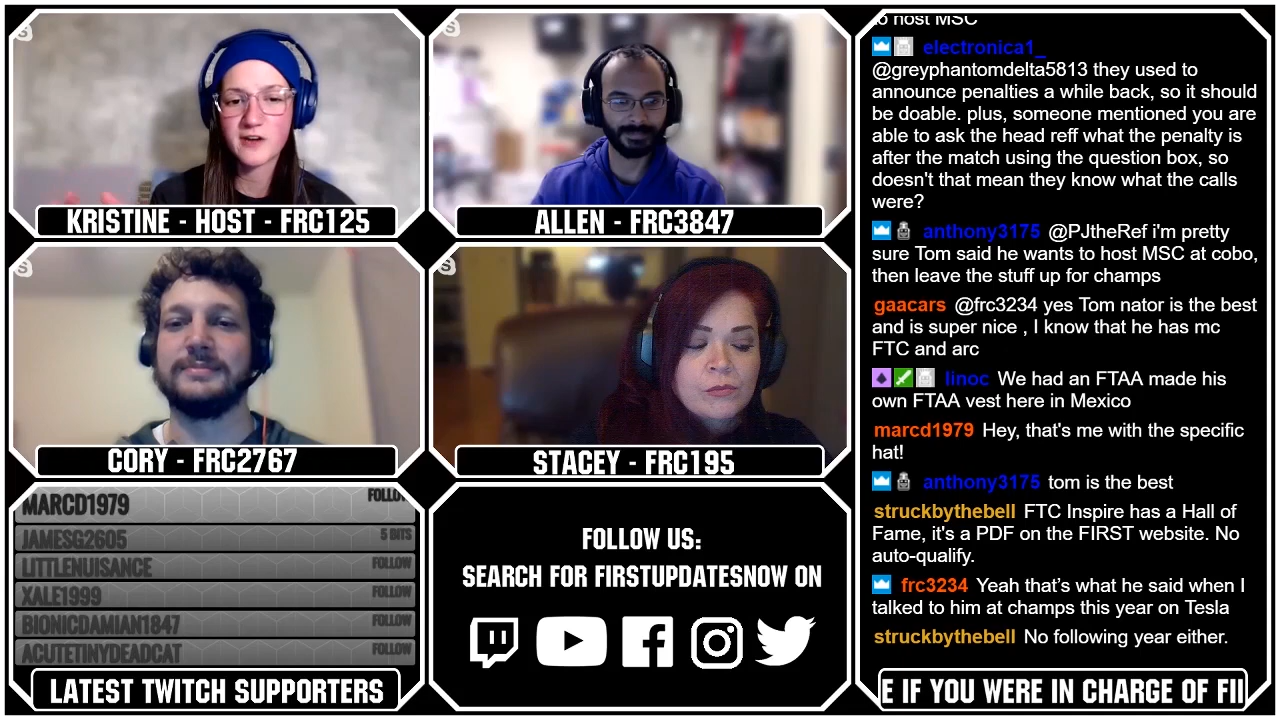 KRISTINE - HOST - FRC125
ALLEN - FRC3847
CORY - FRC2767
STACEY - FRC195
MARCD1979 FOLLOW
JAMESG2605 5 BITS
LITTLENUISANCE FOLLOW
XALE1999 FOLLOW
BIONICDAMIAN1847 FOLLOW
ACUTETINYDEADCAT FOLLOW
LATEST TWITCH SUPPORTERS
FOLLOW US:
SEARCH FOR FIRSTUPDATESNOW ON
to host MSC
electronica1_
@greyphantomdelta5813 they used to
announce penalties a while back, so it should
be doable. plus, someone mentioned you are
able to ask the head reff what the penalty is
after the match using the question box, so
doesn't that mean they know what the calls
were?
anthony3175 @PJtheRef i'm pretty
sure Tom said he wants to host MSC at cobo,
then leave the stuff up for champs
gaacars @frc3234 yes Tom nator is the best
and is super nice , I know that he has mc
FTC and arc
linoc We had an FTAA made his
own FTAA vest here in Mexico
marcd1979 Hey, that's me with the specific
hat!
anthony3175 tom is the best
struckbythebell FTC Inspire has a Hall of
Fame, it's a PDF on the FIRST website. No
auto-qualify.
frc3234 Yeah that's what he said when I
talked to him at champs this year on Tesla
struckbythebell No following year either.
E IF YOU WERE IN CHARGE OF FI